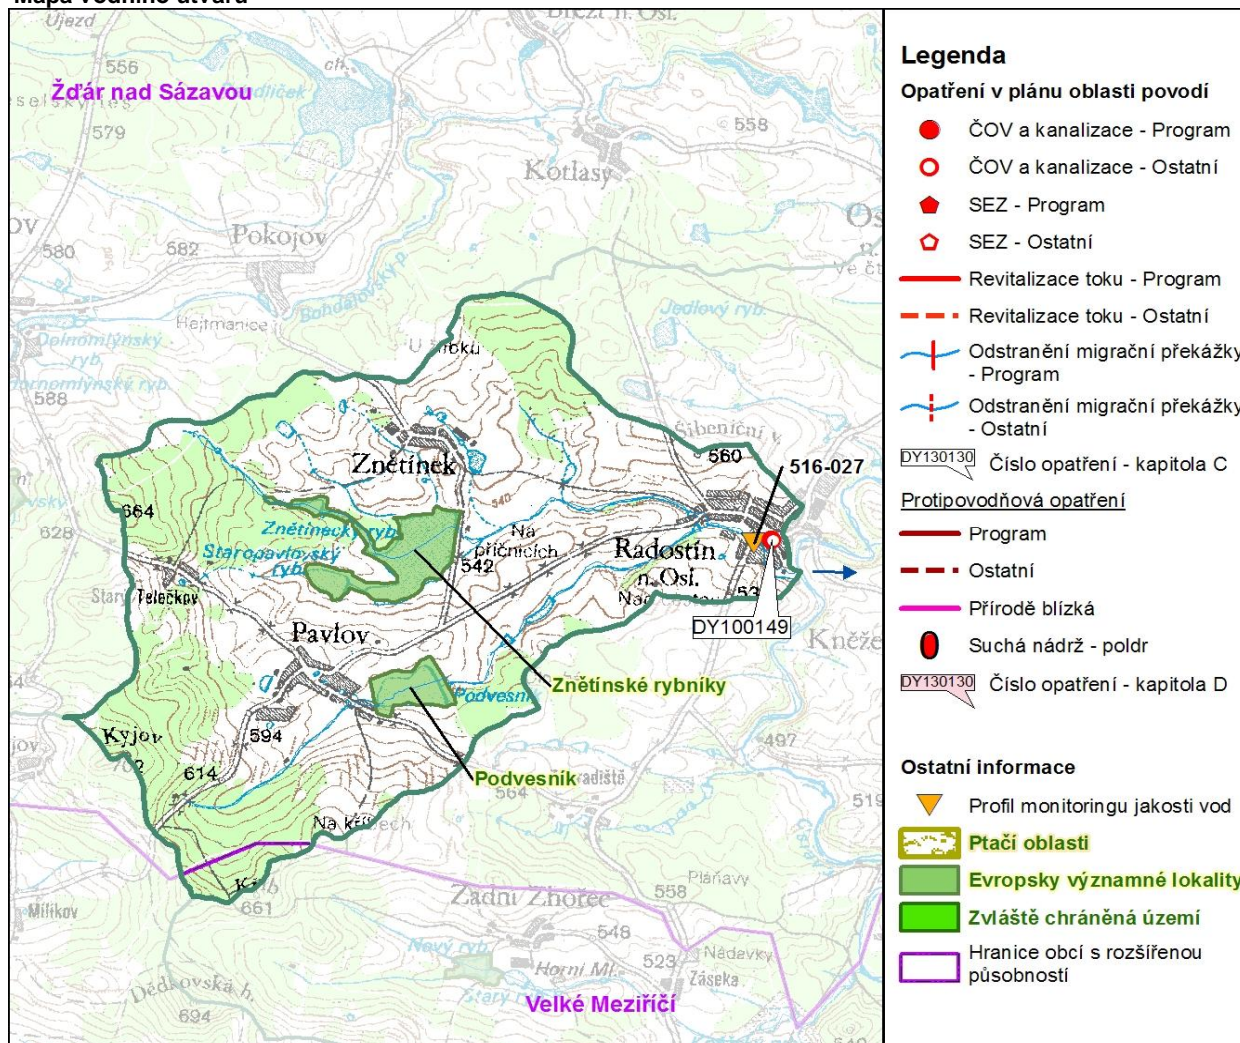 Mapa vodního útvaru
Újezd
Březí n. Osl.
556
ch.
Žďár nad Sázavou
579
558
Kotlasy
580
582
Pokojov
Bohdalovský p.
Jedlový ryb.
Hejtmanice
Dolnomlýnský
ryb.
Hornomlýnský ryb.
588
Šibeniční v.
Znětínek
560
516-027
540
664
628
Znětínecký ryb.
Na
příčnicích
Staropavlovský
ryb.
542
Radostín
n. Osl.
Telečkov
DY100149
Pavlov
Kněže
Znětínské rybníky
Podvesní
594
Kyjov
614
497
Podvesník
564
519
Na kří
Pláňavy
558
Zadní Zhořec
661
Milíkov
548
Nový ryb.
Horní Ml.
523
Nádavky
Záseka
Starý ryb.
Dědkovská h.
694
Velké Meziříčí
Legenda
Opatření v plánu oblasti povodí
ČOV a kanalizace - Program
ČOV a kanalizace - Ostatní
SEZ - Program
SEZ - Ostatní
Revitalizace toku - Program
Revitalizace toku - Ostatní
Odstranění migrační překážky
- Program
Odstranění migrační překážky
- Ostatní
DY130130 Číslo opatření - kapitola C
Protipovodňová opatření
Program
Ostatní
Přírodě blízká
Suchá nádrž - poldr
DY130130 Číslo opatření - kapitola D
Ostatní informace
Profil monitoringu jakosti vod
Ptačí oblasti
Evropsky významné lokality
Zvláště chráněná území
Hranice obcí s rozšířenou
působností